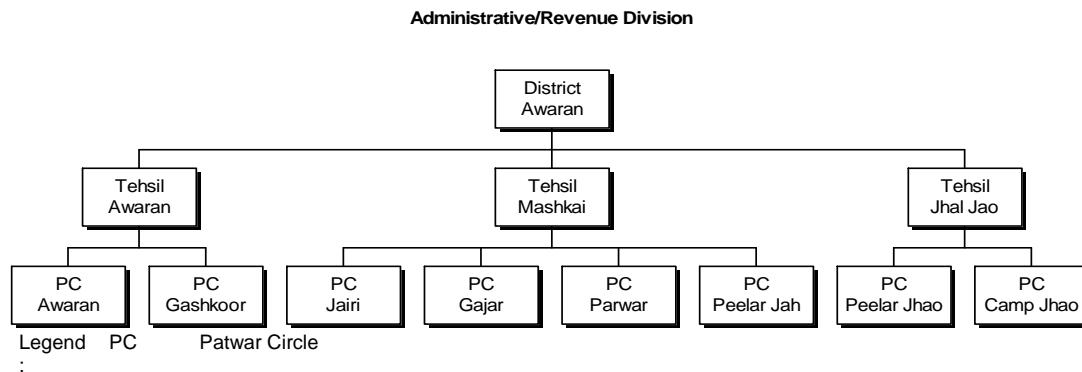 Administrative/Revenue Division
District
Awaran
Tehsil
Awaran
Tehsil
Mashkai
Tehsil
Jhal Jao
PC
Awaran
PC
Gashkoor
PC
Jairi
PC
Gajar
PC
Parwar
PC
Peelar Jah
PC
Peelar Jhao
PC
Camp Jhao
Legend PC Patwar Circle
: